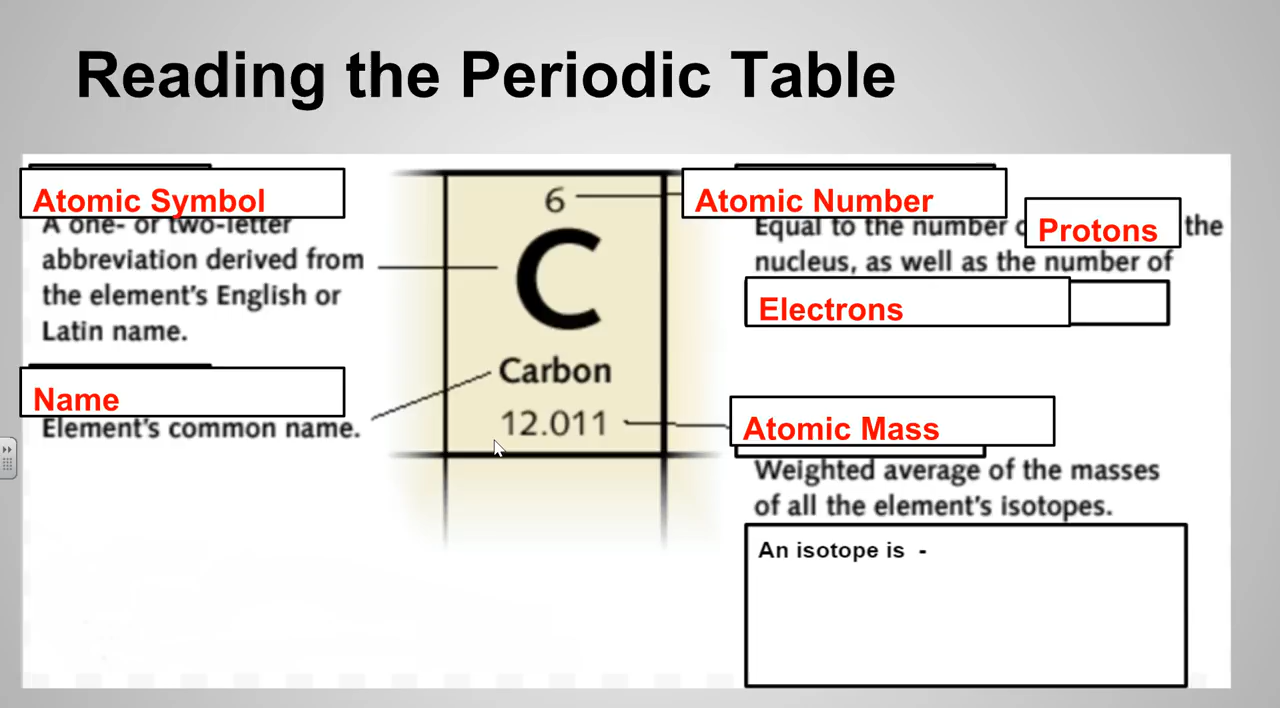 Reading the Periodic Table
Atomic Symbol
A one- or two-letter
abbreviation derived from
the element's English or
Latin name.
Name
Element's common name.
6
C
Carbon
12.011
Atomic Number
Equal to the number Protons the
nucleus, as well as the number of
Electrons
Atomic Mass
Weighted average of the masses
of all the element's isotopes.
An isotope is -